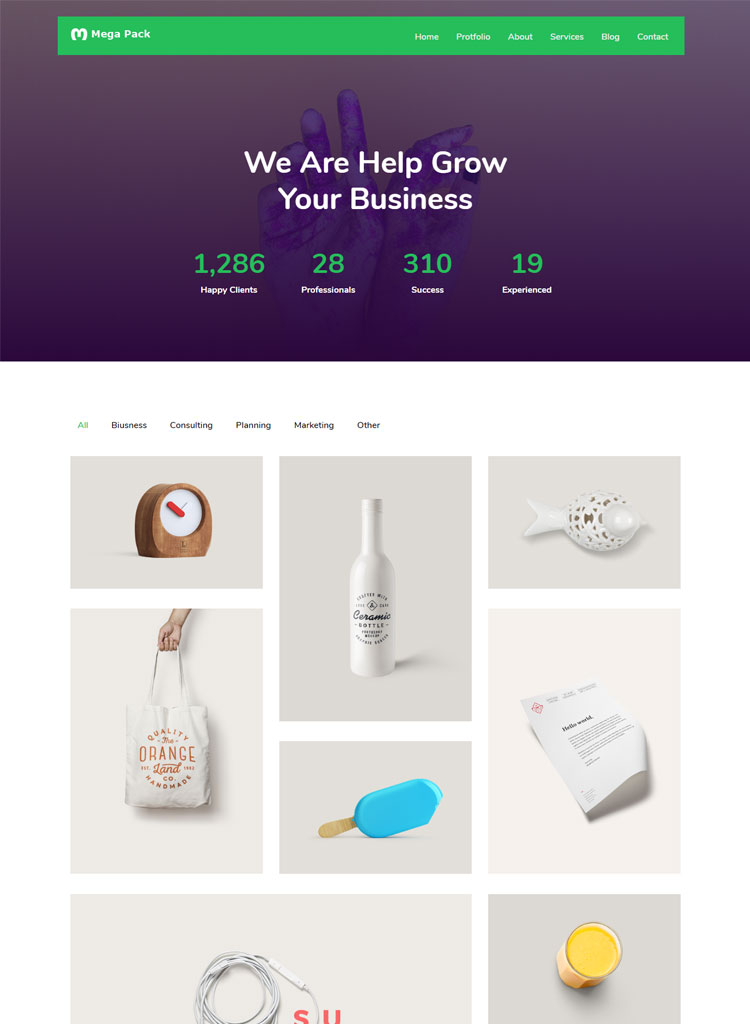 Mega Pack
Home Protfolio About Services Blog Contact
We Are Help Grow
Your Business
1,286 28 310 19
Happy Clients Professionals Success Experienced
All Biusness Consulting Planning Marketing Other
CRAFTED WITH
Ceramic
BOTTLE
QUALITY
The
ORANGE
EST. Land 1982
CO.
HANDMADE
Hello world.
S U